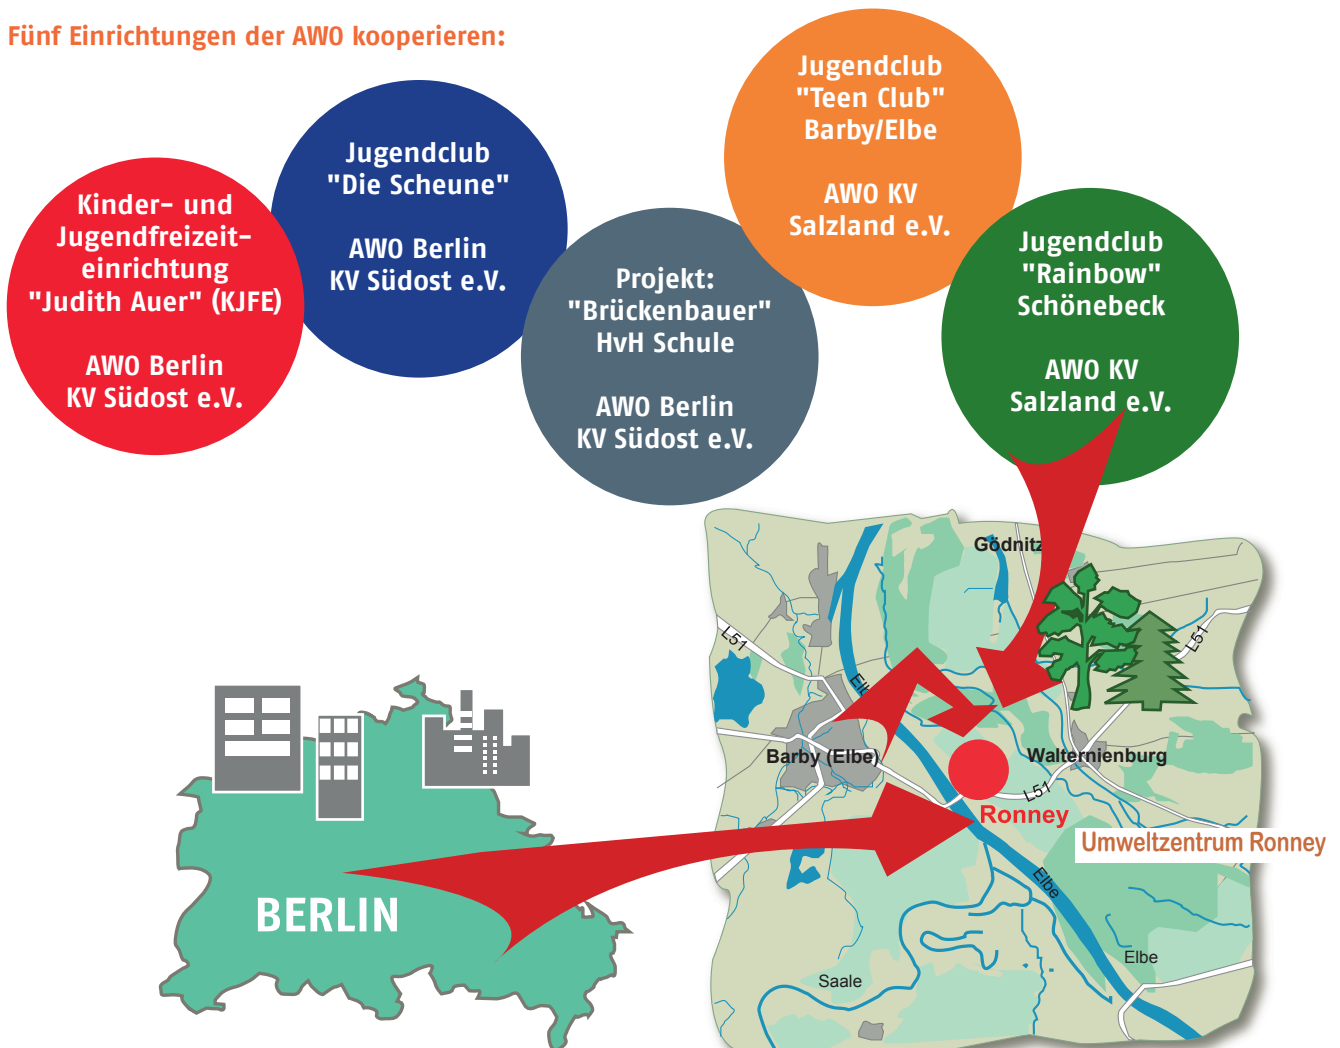 Fünf Einrichtungen der AWO kooperieren:
Kinder- und
Jugendfreizeit-
einrichtung
"Judith Auer" (KJFE)
AWO Berlin
KV Südost e.V.
Jugendclub
"Die Scheune"
AWO Berlin
KV Südost e.V.
Projekt:
"Brückenbauer"
HvH Schule
AWO Berlin
KV Südost e.V.
Jugendclub
"Teen Club"
Barby/Elbe
AWO KV
Salzland e.V.
Jugendclub
"Rainbow"
Schönebeck
AWO KV
Salzland e.V.
Gödnitz
L51
L51
Elbe
Barby (Elbe)
Walternienburg
L51
Ronney
Umweltzentrum Ronney
Elbe
BERLIN
Elbe
Saale